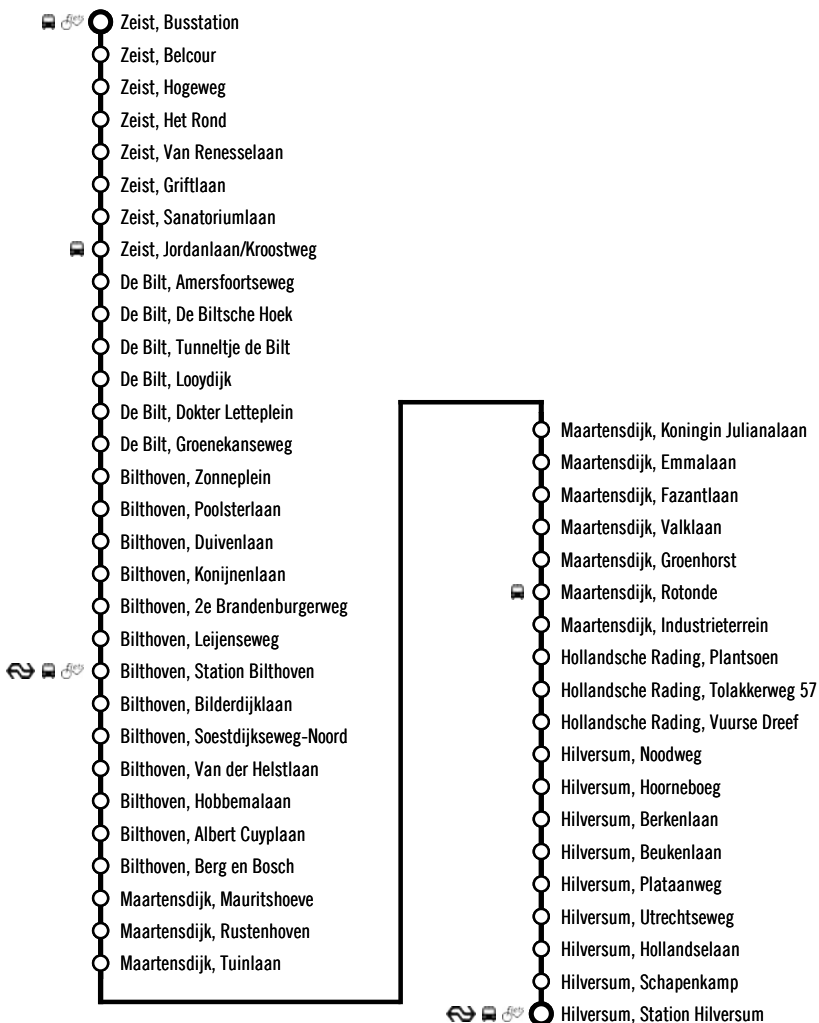 Zeist, Busstation
Zeist, Belcour
Zeist, Hogeweg
Zeist, Het Rond
Zeist, Van Renesselaan
Zeist, Griftlaan
Zeist, Sanatoriumlaan
Zeist, Jordanlaan/Kroostweg
De Bilt, Amersfoortseweg
De Bilt, De Biltsche Hoek
De Bilt, Tunneltje de Bilt
De Bilt, Looydijk
De Bilt, Dokter Letteplein
De Bilt, Groenekanseweg
Bilthoven, Zonneplein
Bilthoven, Poolsterlaan
Bilthoven, Duivenlaan
Bilthoven, Konijnenlaan
Bilthoven, 2e Brandenburgerweg
Bilthoven, Leijenseweg
Bilthoven, Station Bilthoven
Bilthoven, Bilderdijklaan
Bilthoven, Soestdijkseweg-Noord
Bilthoven, Van der Helstlaan
Bilthoven, Hobbemalaan
Bilthoven, Albert Cuyplaan
Bilthoven, Berg en Bosch
Maartensdijk, Mauritshoeve
Maartensdijk, Rustenhoven
Maartensdijk, Tuinlaan
Maartensdijk, Koningin Julianalaan
Maartensdijk, Emmalaan
Maartensdijk, Fazantlaan
Maartensdijk, Valklaan
Maartensdijk, Groenhorst
Maartensdijk, Rotonde
Maartensdijk, Industrieterrein
Hollandsche Rading, Plantsoen
Hollandsche Rading, Tolakkerweg 57
Hollandsche Rading, Vuurse Dreef
Hilversum, Noodweg
Hilversum, Hoorneboeg
Hilversum, Berkenlaan
Hilversum, Beukenlaan
Hilversum, Plataanweg
Hilversum, Utrechtseweg
Hilversum, Hollandselaan
Hilversum, Schapenkamp
Hilversum, Station Hilversum